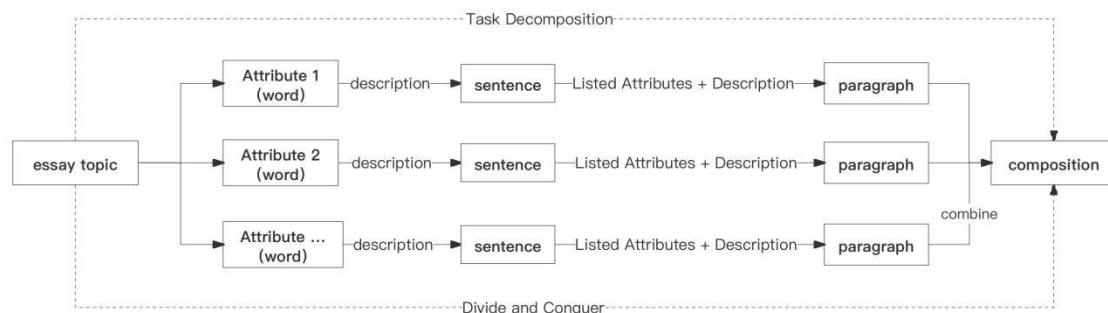 Task Decomposition
Attribute 1
(word)
description
sentence
Listed Attributes + Description
paragraph
essay topic
Attribute 2
(word)
description
sentence
Listed Attributes + Description
paragraph
composition
combine
Attribute ...
(word)
description
sentence
Listed Attributes + Description
paragraph
Divide and Conquer